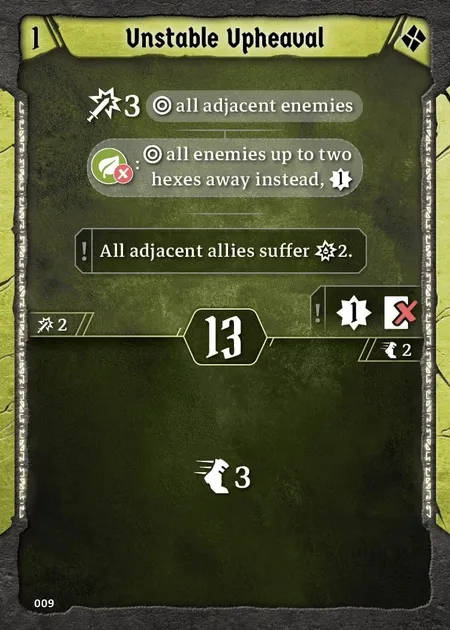 1 Unstable Upheaval
3 all adjacent enemies
: all enemies up to two
hexes away instead, 1
! All adjacent allies suffer 2.
! 1
2 13
2
3
009